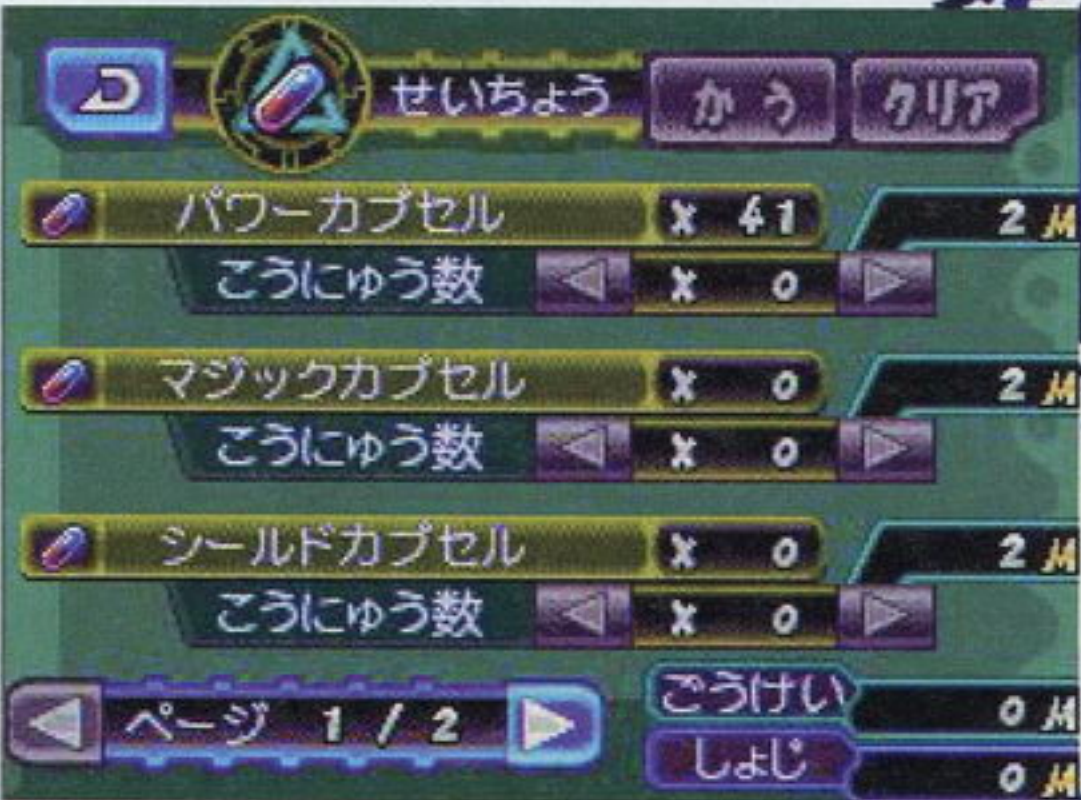 せいちょう かう クリア
パワーカプセル x 41 2 M
こうにゅう数 x 0
マジックカプセル x 0 2 M
こうにゅう数 x 0
シールドカプセル x 0 2 M
こうにゅう数 x 0
ページ 1 / 2
ごうけい 0 M
しょじ 0 M